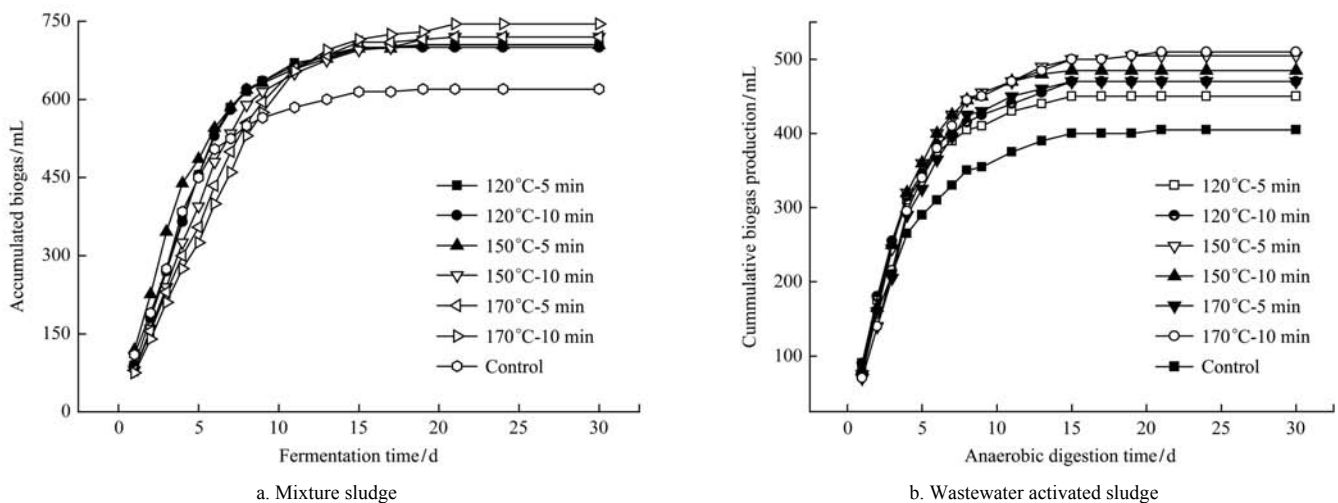 750
600
450
300
150
0
Accumulated biogas/mL
120°C-5 min
120°C-10 min
150°C-5 min
150°C-10 min
170°C-5 min
170°C-10 min
Control
0 5 10 15 20 25 30
Fermentation time/d
a. Mixture sludge
500
400
300
200
100
Cummulative biogas production/mL
120°C-5 min
120°C-10 min
150°C-5 min
150°C-10 min
170°C-5 min
170°C-10 min
Control
0 5 10 15 20 25 30
Anaerobic digestion time/d
b. Wastewater activated sludge